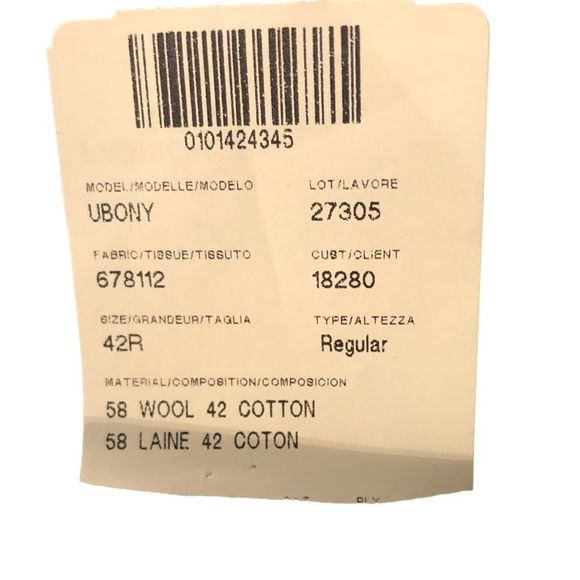 0101424345
MODEL/MODELLE/MODELO LOT/LAVORE
UBONY 27305
FABRIC/TISSUE/TISSUTO CUST/CLIENT
678112 18280
SIZE/GRANDEUR/TAGLIA TYPE/ALTEZZA
42R Regular
MATERIAL/COMPOSITION/COMPOSICION
58 WOOL 42 COTTON
58 LAINE 42 COTON